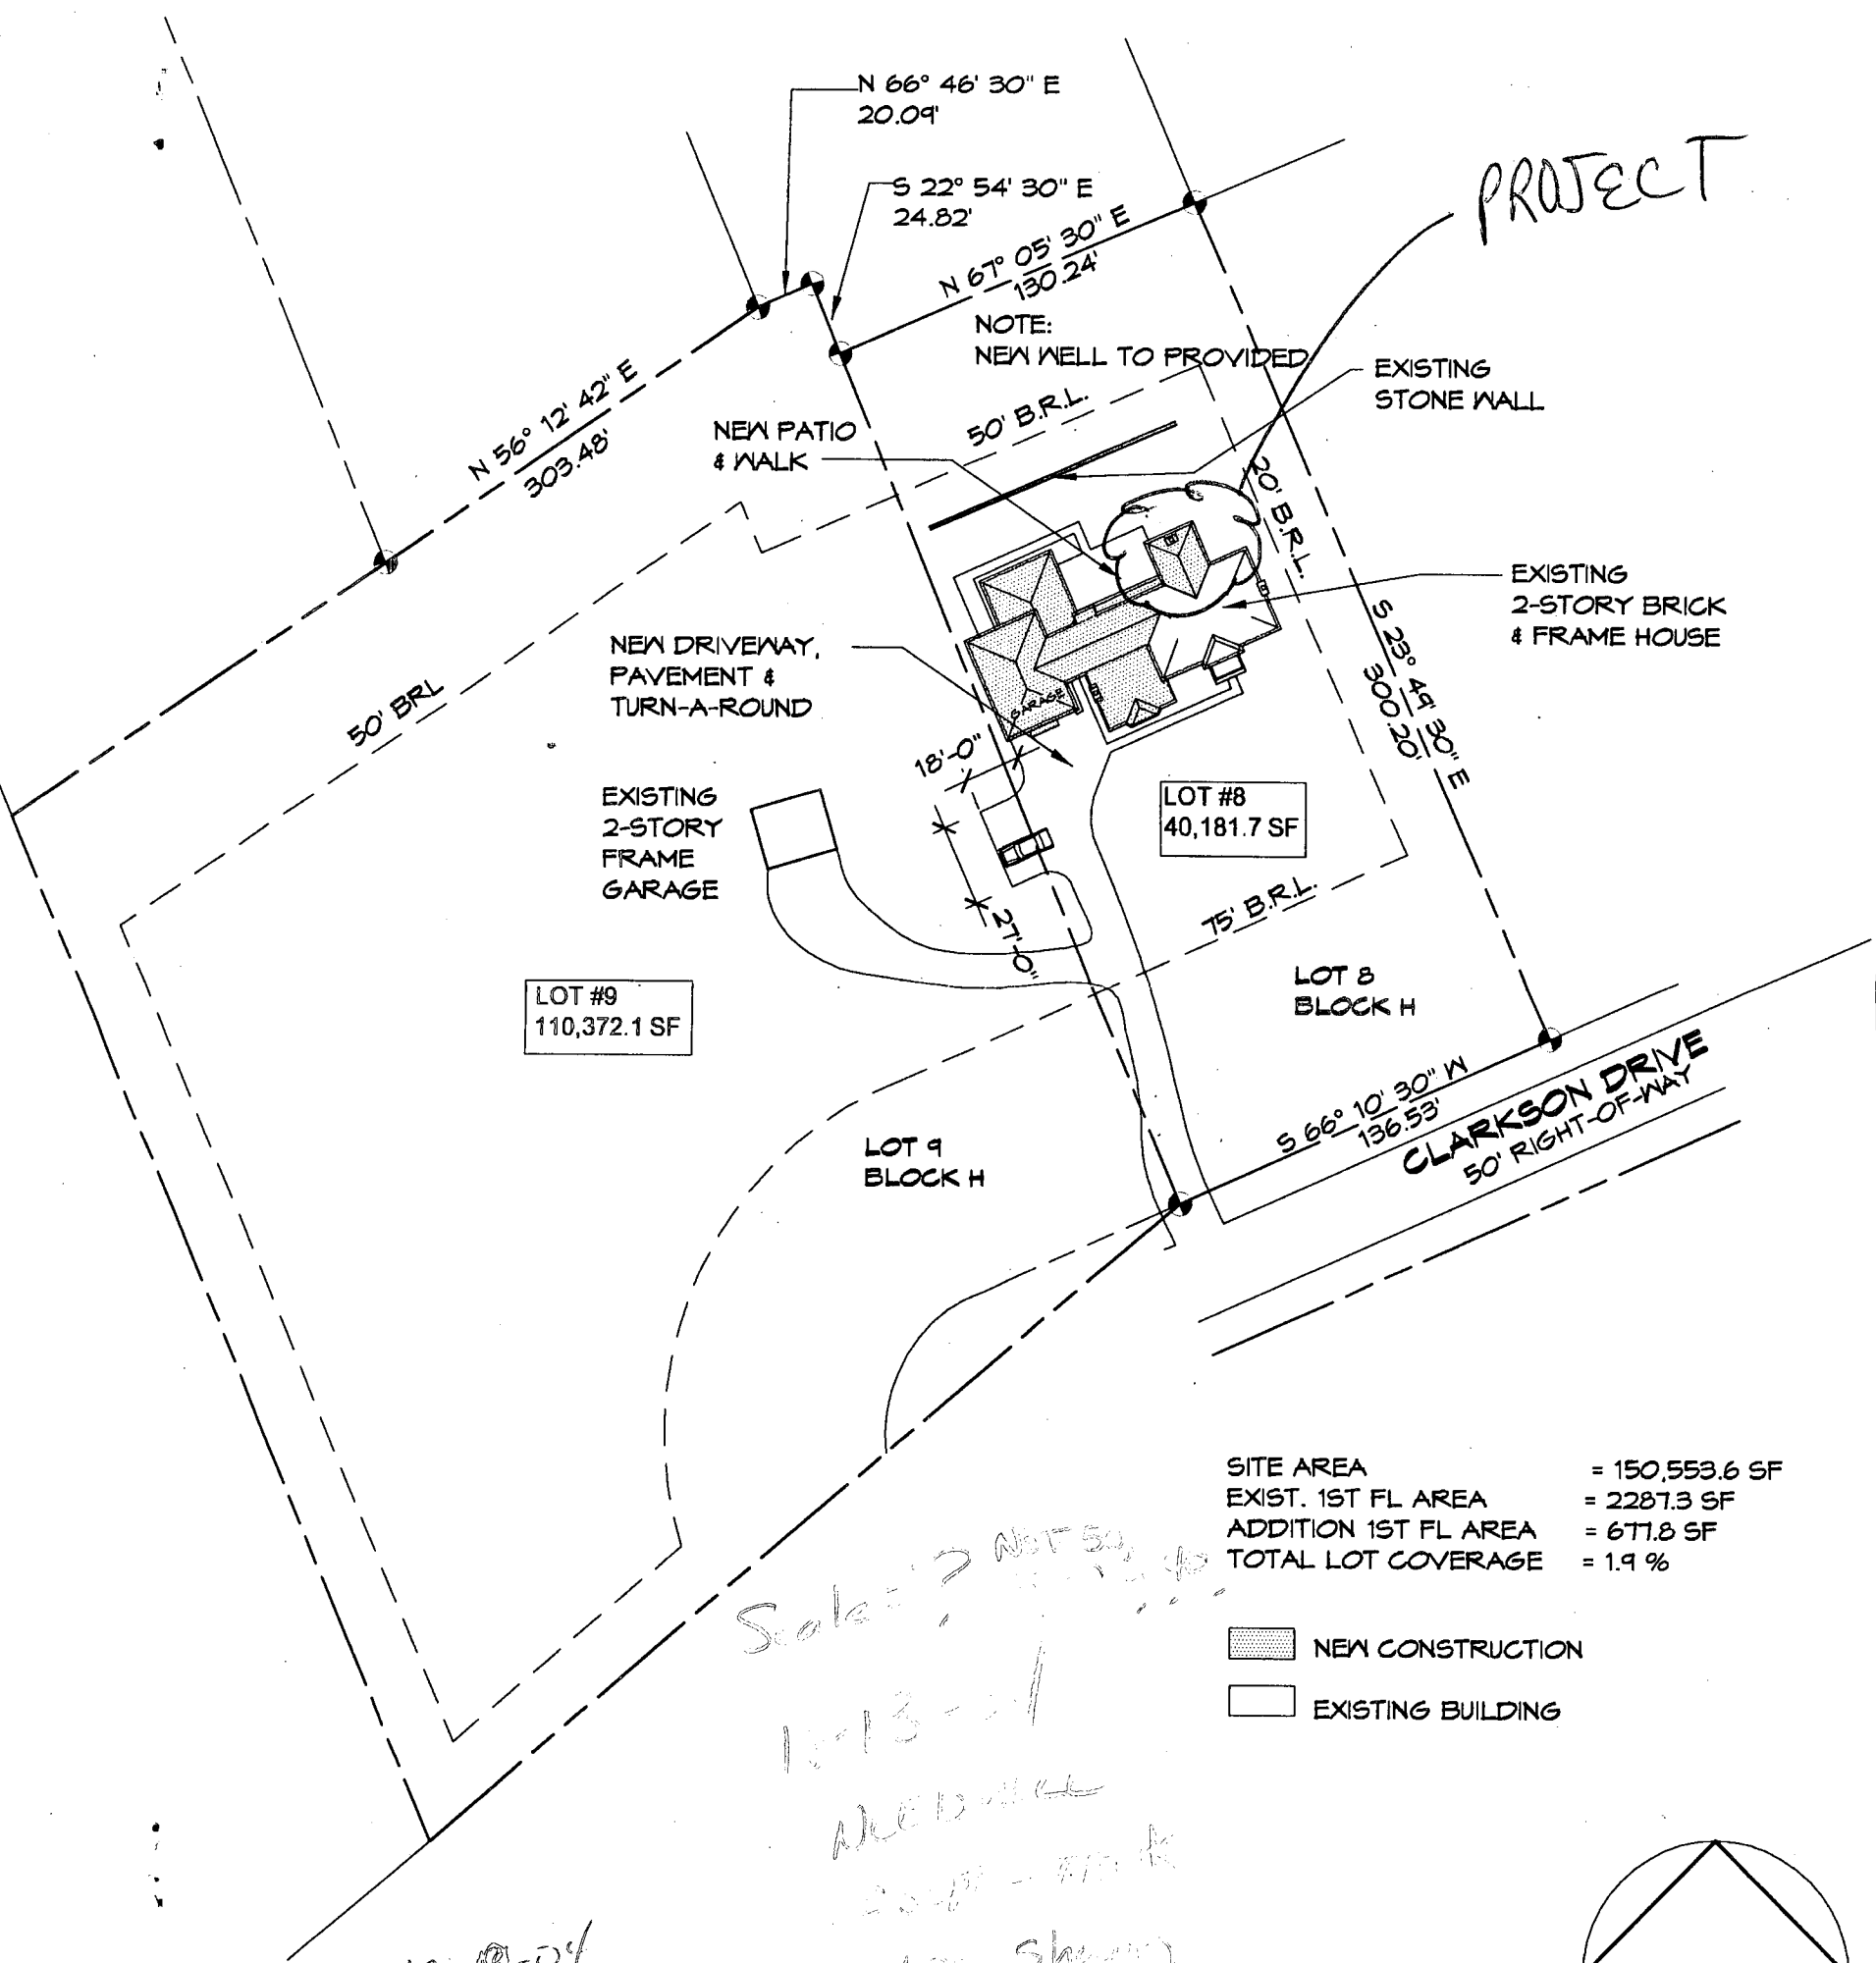 N 66° 46' 30" E
20.09'
S 22° 54' 30" E
24.82'
PROJECT
N 67° 05' 30" E
130.24'
NOTE:
NEW WELL TO PROVIDED
EXISTING
STONE WALL
N 56° 12' 42" E
303.48'
NEW PATIO
& WALK
50' B.R.L.
20' B.R.L.
EXISTING
2-STORY BRICK
& FRAME HOUSE
NEW DRIVEWAY,
PAVEMENT &
TURN-A-ROUND
50' BRL
GARAGE
S 23° 49' 30" E
300.20'
18'-0"
EXISTING
2-STORY
FRAME
GARAGE
LOT #8
40,181.7 SF
27'-0"
75' B.R.L.
LOT #9
110,372.1 SF
LOT 8
BLOCK H
S 66° 10' 30" W
136.53'
CLARKSON DRIVE
50' RIGHT-OF-WAY
LOT 9
BLOCK H
SITE AREA = 150,553.6 SF
EXIST. 1ST FL AREA = 2287.3 SF
ADDITION 1ST FL AREA = 677.8 SF
TOTAL LOT COVERAGE = 1.9 %
Scale ? NOT 50
NEW CONSTRUCTION
EXISTING BUILDING